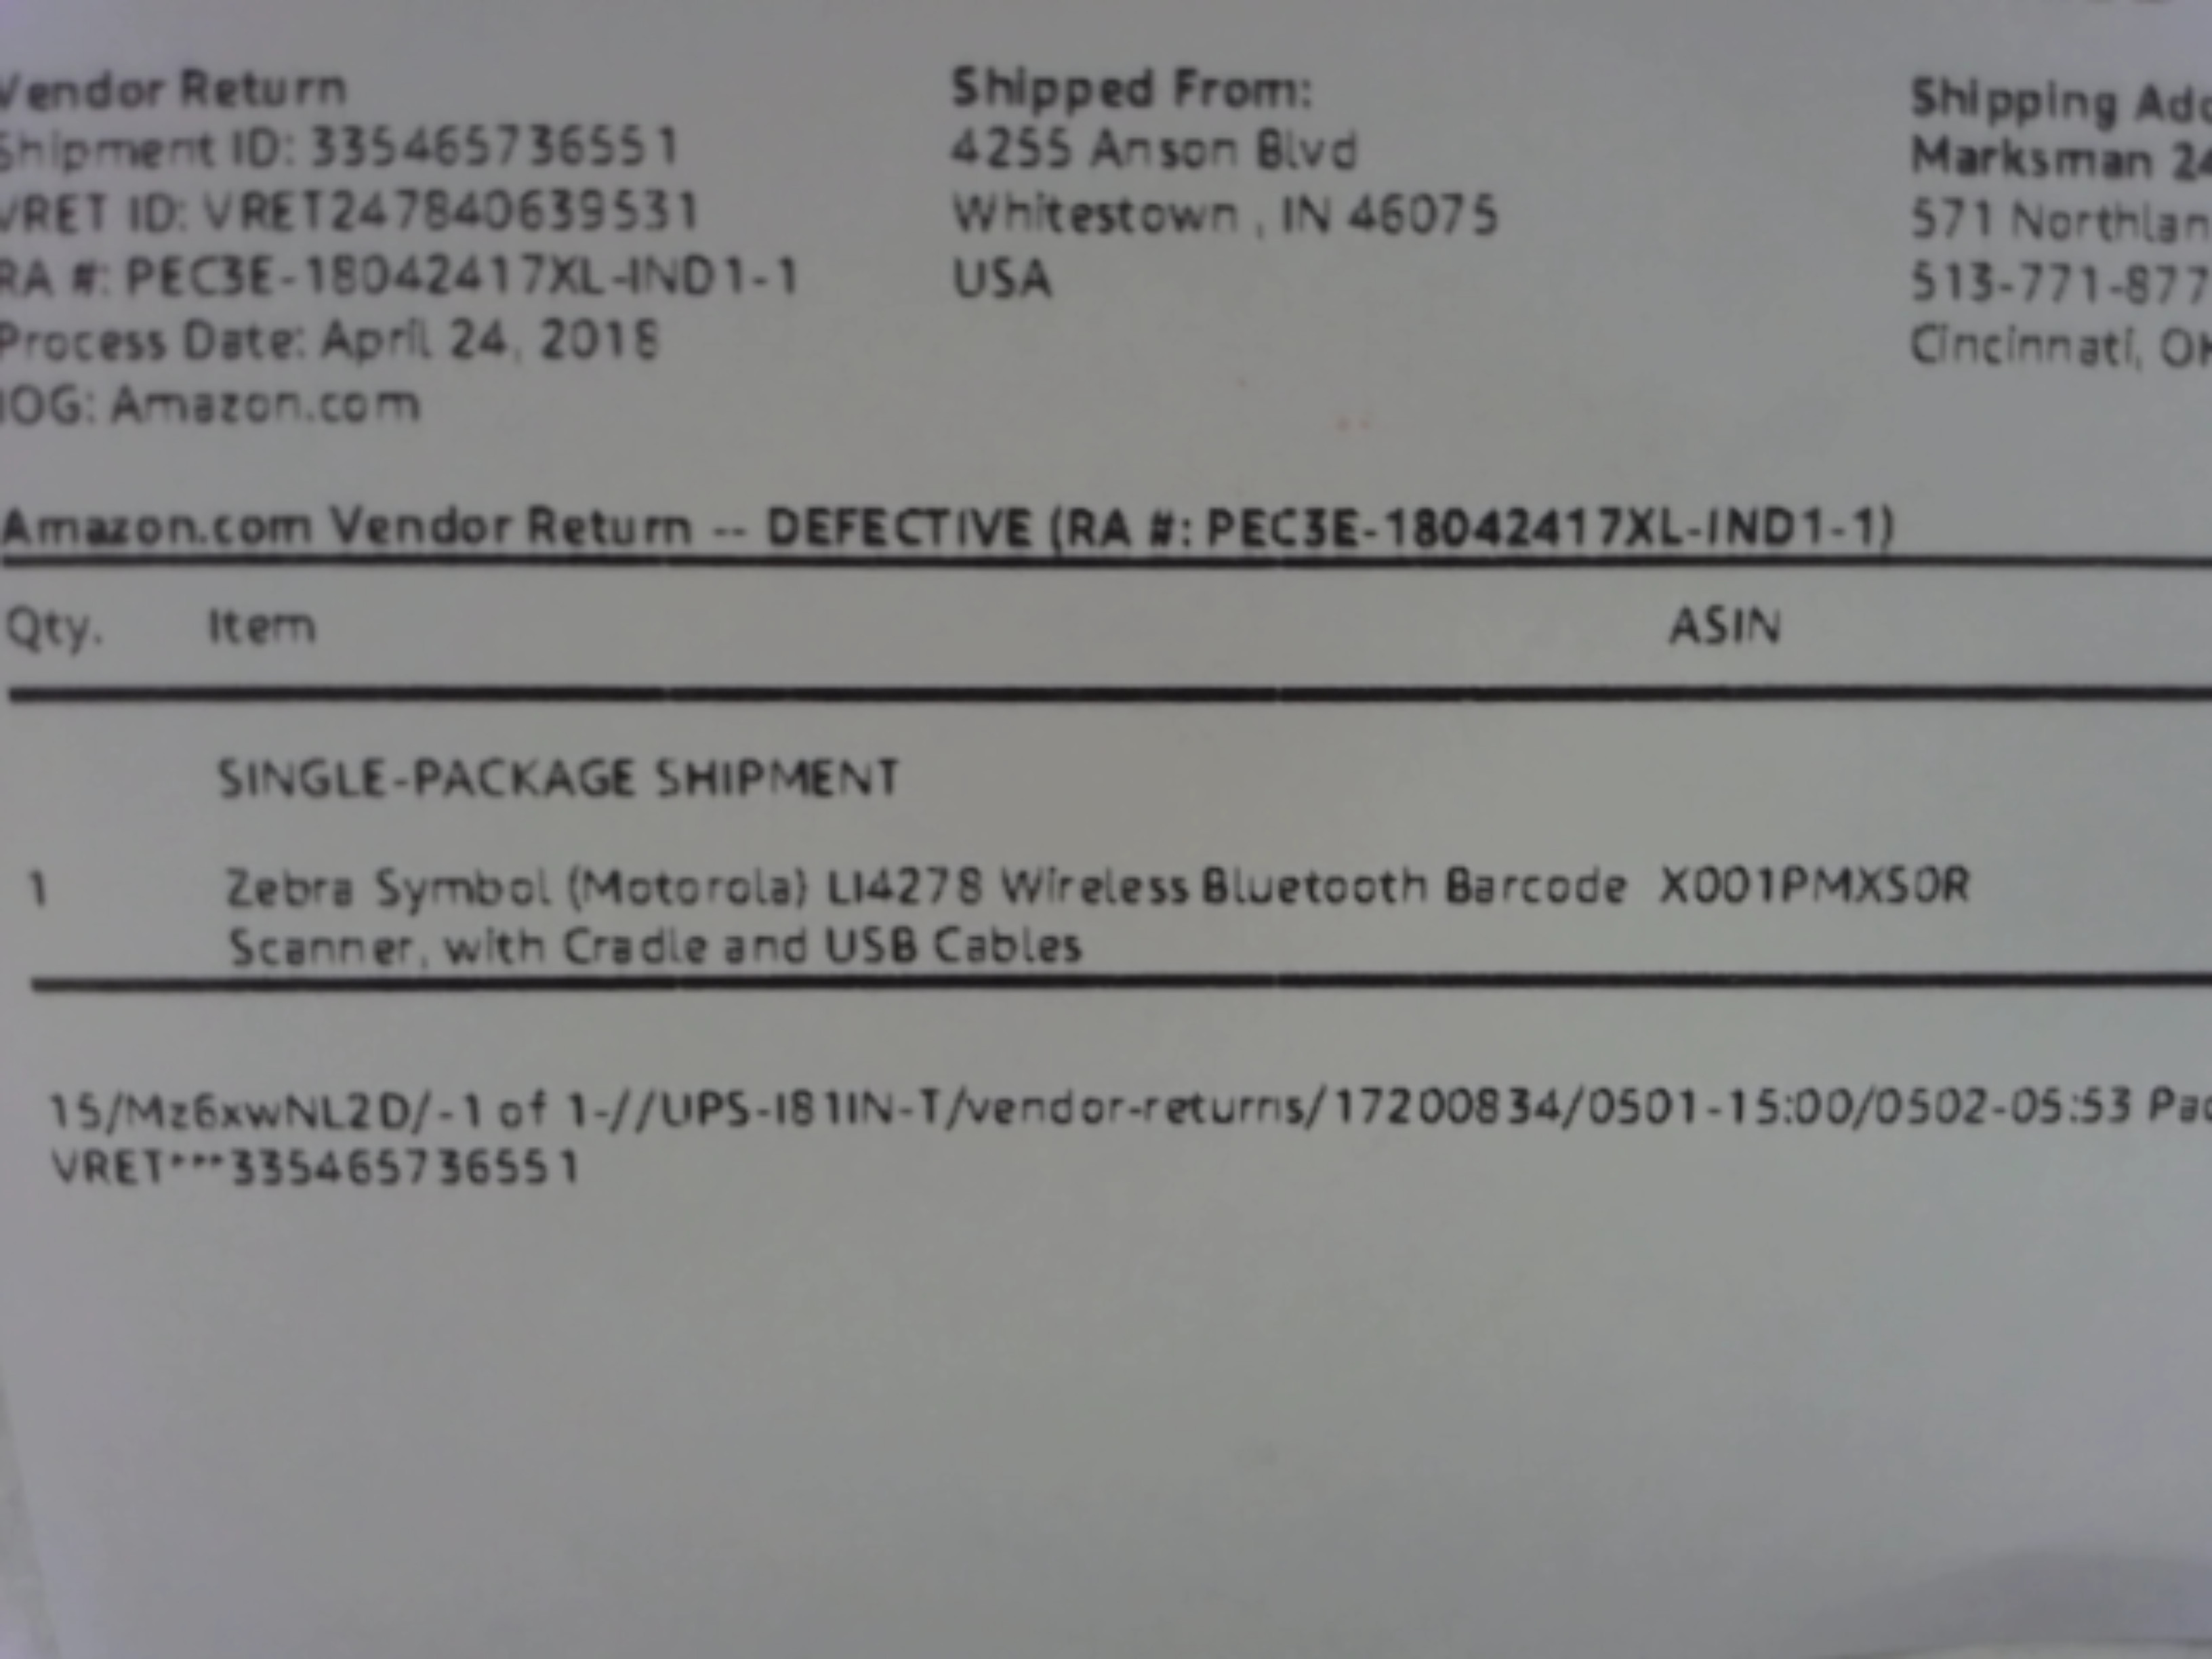 Vendor Return
Shipment ID: 335465736551
VRET ID: VRET247840639531
RA #: PEC3E-18042417XL-IND1-1
Process Date: April 24, 2018
IOG: Amazon.com
Shipped From:
4255 Anson Blvd
Whitestown , IN 46075
USA
Shipping
Marksman 24
571
513-771-877
Cincinnati,
Amazon.com Vendor Return -- DEFECTIVE (RA #: PEC3E-18042417XL-IND1-1)
Qty. Item ASIN
SINGLE-PACKAGE SHIPMENT
1 Zebra Symbol (Motorola) LI4278 Wireless Bluetooth Barcode X001PMXS0R
Scanner, with Cradle and USB Cables
15/Mz6xwNL2D/-1 of 1-//UPS-I81IN-T/vendor-returns/17200834/0501-15:00/0502-05:53
VRET***335465736551